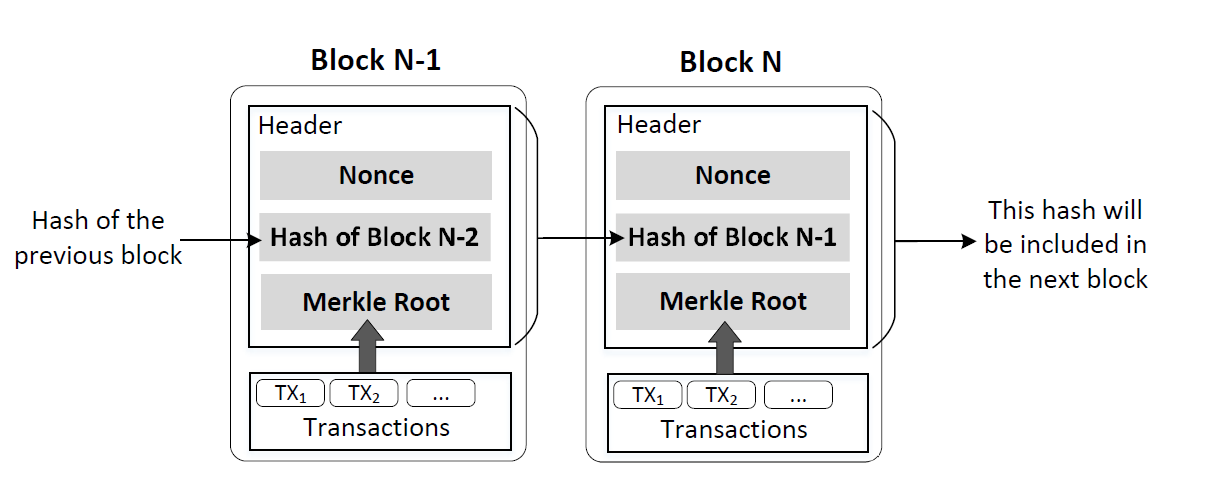 Block N-1
Block N
Header
Header
Nonce
Nonce
Hash of the
previous block
Hash of Block N-2
Hash of Block N-1
This hash will
be included in
the next block
Merkle Root
Merkle Root
TX₁ TX₂ ...
TX₁ TX₂ ...
Transactions
Transactions